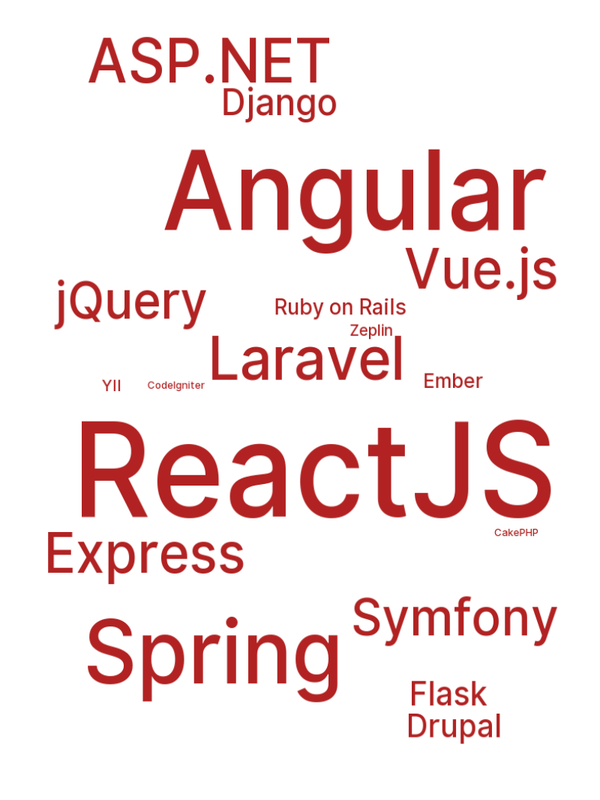 ASP.NET
Django
Angular
Vue.js
jQuery
Ruby on Rails
Zeplin
Laravel
Ember
YII
CodeIgniter
ReactJS
CakePHP
Express
Symfony
Spring
Flask
Drupal